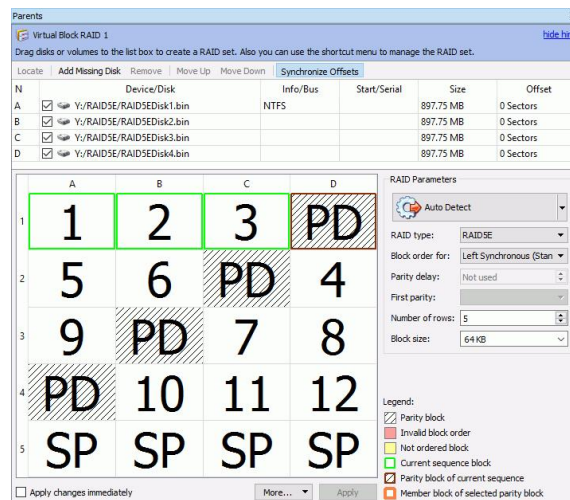 Parents
Virtual Block RAID 1
hide hin
Drag disks or volumes to the list box to create a RAID set. Also you can use the shortcut menu to manage the RAID set.
Locate Add Missing Disk Remove Move Up Move Down Synchronize Offsets
N Device/Disk Info/Bus Start/Serial Size Offset
A Y:/RAID5E/RAID5EDisk1.bin NTFS 897.75 MB 0 Sectors
B Y:/RAID5E/RAID5EDisk2.bin 897.75 MB 0 Sectors
C Y:/RAID5E/RAID5EDisk3.bin 897.75 MB 0 Sectors
D Y:/RAID5E/RAID5EDisk4.bin 897.75 MB 0 Sectors
A B C D
1 1 2 3 PD
2 5 6 PD 4
3 9 PD 7 8
4 PD 10 11 12
5 SP SP SP SP
Apply changes immediately More... Apply
RAID Parameters
Auto Detect
RAID type: RAID5E
Block order for: Left Synchronous (Stan
Parity delay: Not used
First parity:
Number of rows: 5
Block size: 64 KB
Legend:
Parity block
Invalid block order
Not ordered block
Current sequence block
Parity block of current sequence
Member block of selected parity block